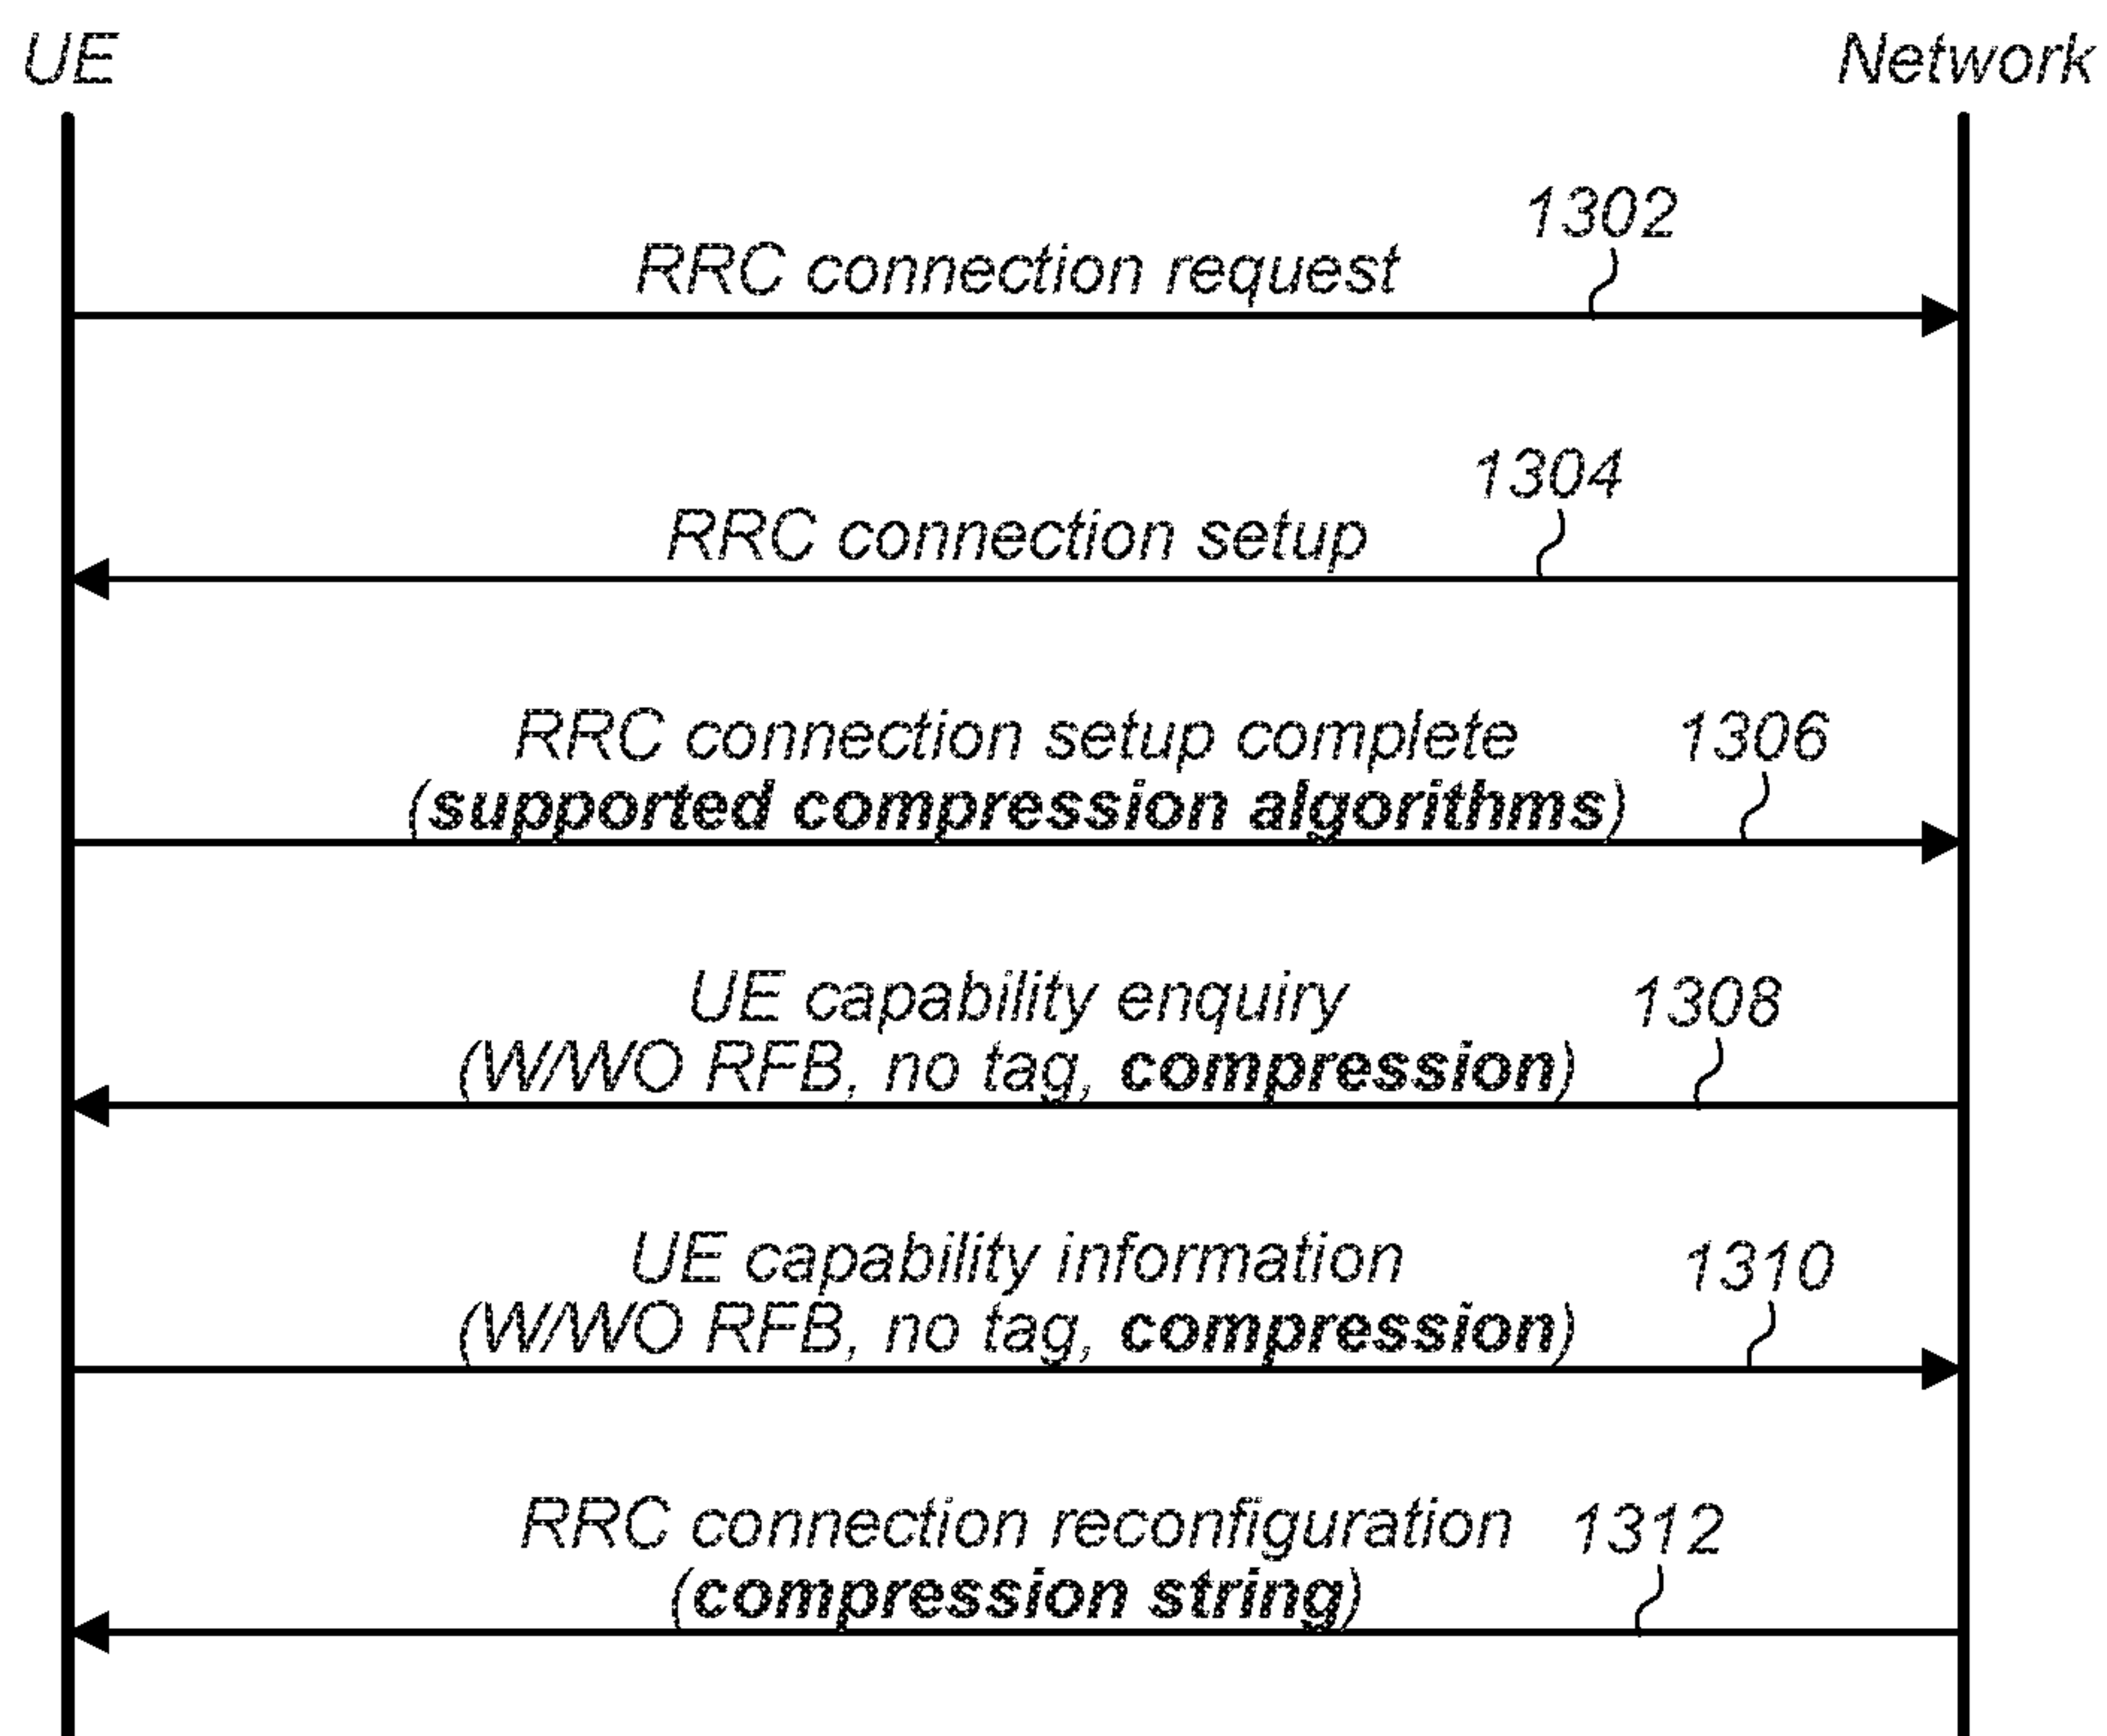 UE
Network
1302
RRC connection request
1304
RRC connection setup
RRC connection setup complete
1306
(supported compression algorithms)
UE capability enquiry
1308
(W/WO RFB, no tag, compression)
UE capability information
1310
(W/WO RFB, no tag, compression)
RRC connection reconfiguration
1312
(compression string)